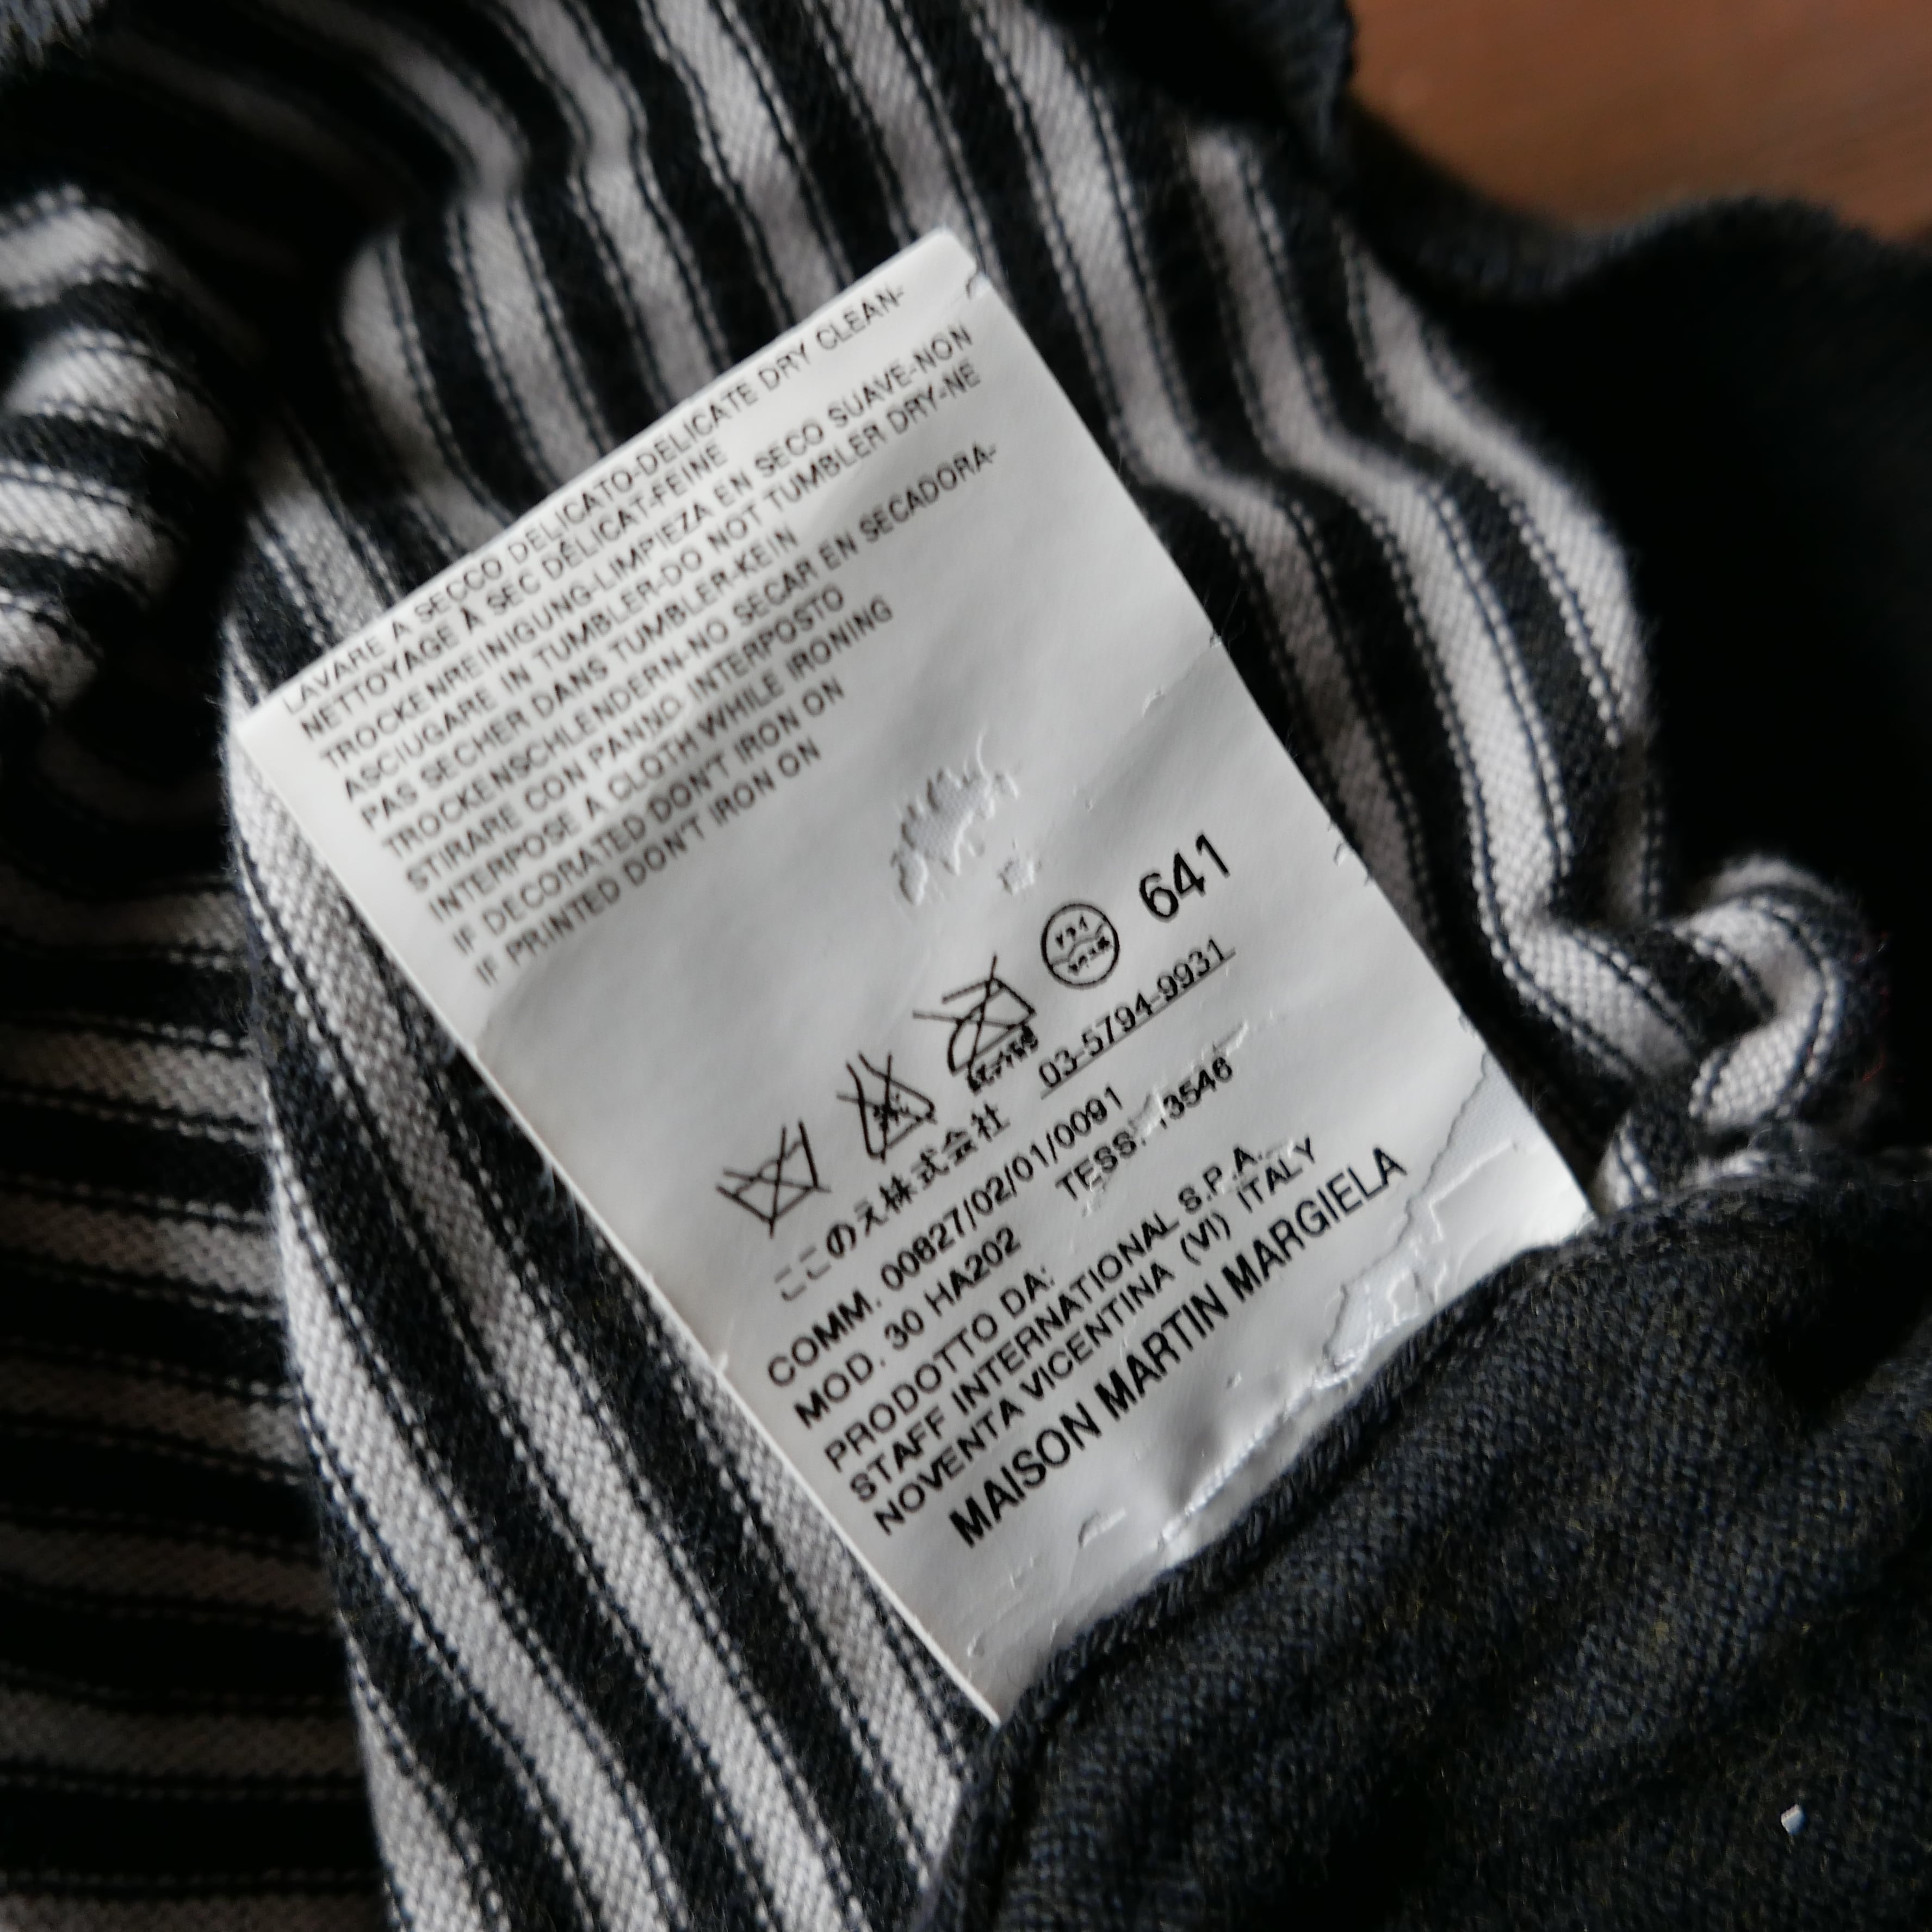 LAVARE A SECCO DELICATO-DELICATE DRY CLEAN-
NETTOYAGE À SEC DÉLICAT-FEINE
TROCKENREINIGUNG-LIMPIEZA EN SECO SUAVE-NON
ASCIUGARE IN TUMBLER-DO NOT TUMBLER DRY-NE
PAS SECHER DANS TUMBLER-KEIN
TROCKENSCHLENDERN-NO SECAR EN SECADORA-
STIRARE CON PANNO INTERPOSTO
INTERPOSE A CLOTH WHILE IRONING
IF DECORATED DON'T IRON ON
IF PRINTED DON'T IRON ON
641
ここのえ株式会社 03-5794-9931
COMM. 00827/02/01/0091
MOD. 30 HA202 TESS. 13546
PRODOTTO DA:
STAFF INTERNATIONAL S.P.A.
NOVENTA VICENTINA (VI) ITALY
MAISON MARTIN MARGIELA